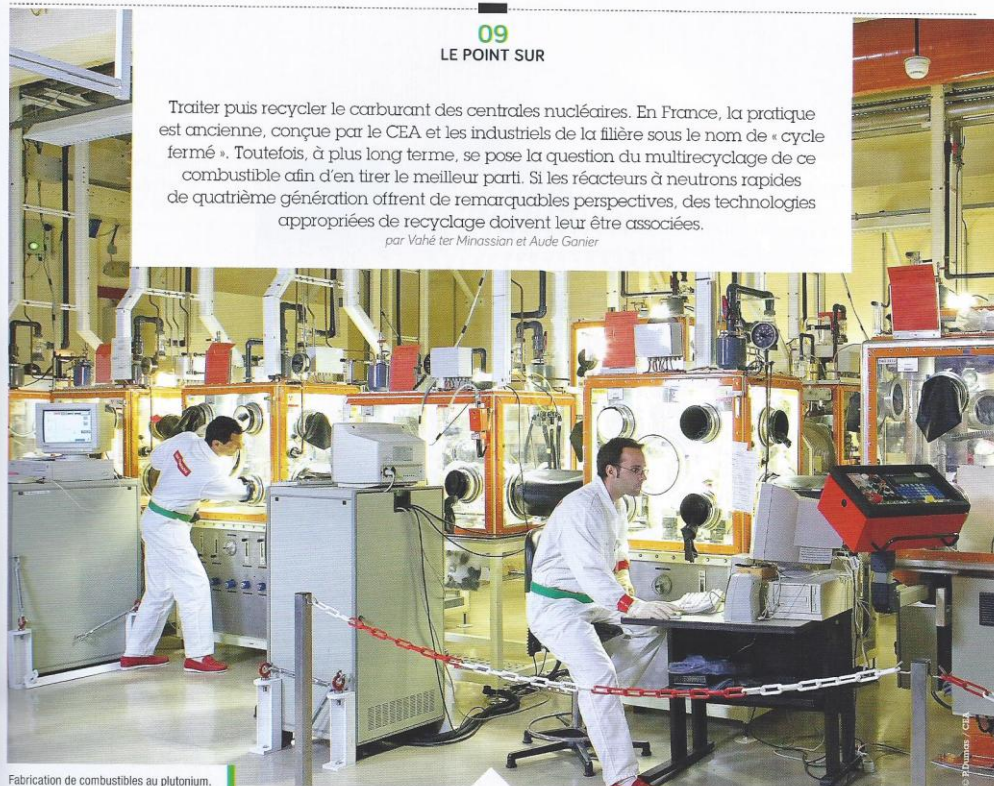 09
LE POINT SUR
Traiter puis recycler le carburant des centrales nucléaires. En France, la pratique
est ancienne, conçue par le CEA et les industriels de la filière sous le nom de « cycle
fermé ». Toutefois, à plus long terme, se pose la question du multirecyclage de ce
combustible afin d'en tirer le meilleur parti. Si les réacteurs à neutrons rapides
de quatrième génération offrent de remarquables perspectives, des technologies
appropriées de recyclage doivent leur être associées.
par Vahé ter Minassian et Aude Ganier
Fabrication de combustibles au plutonium.
© P.Dumas / CEA